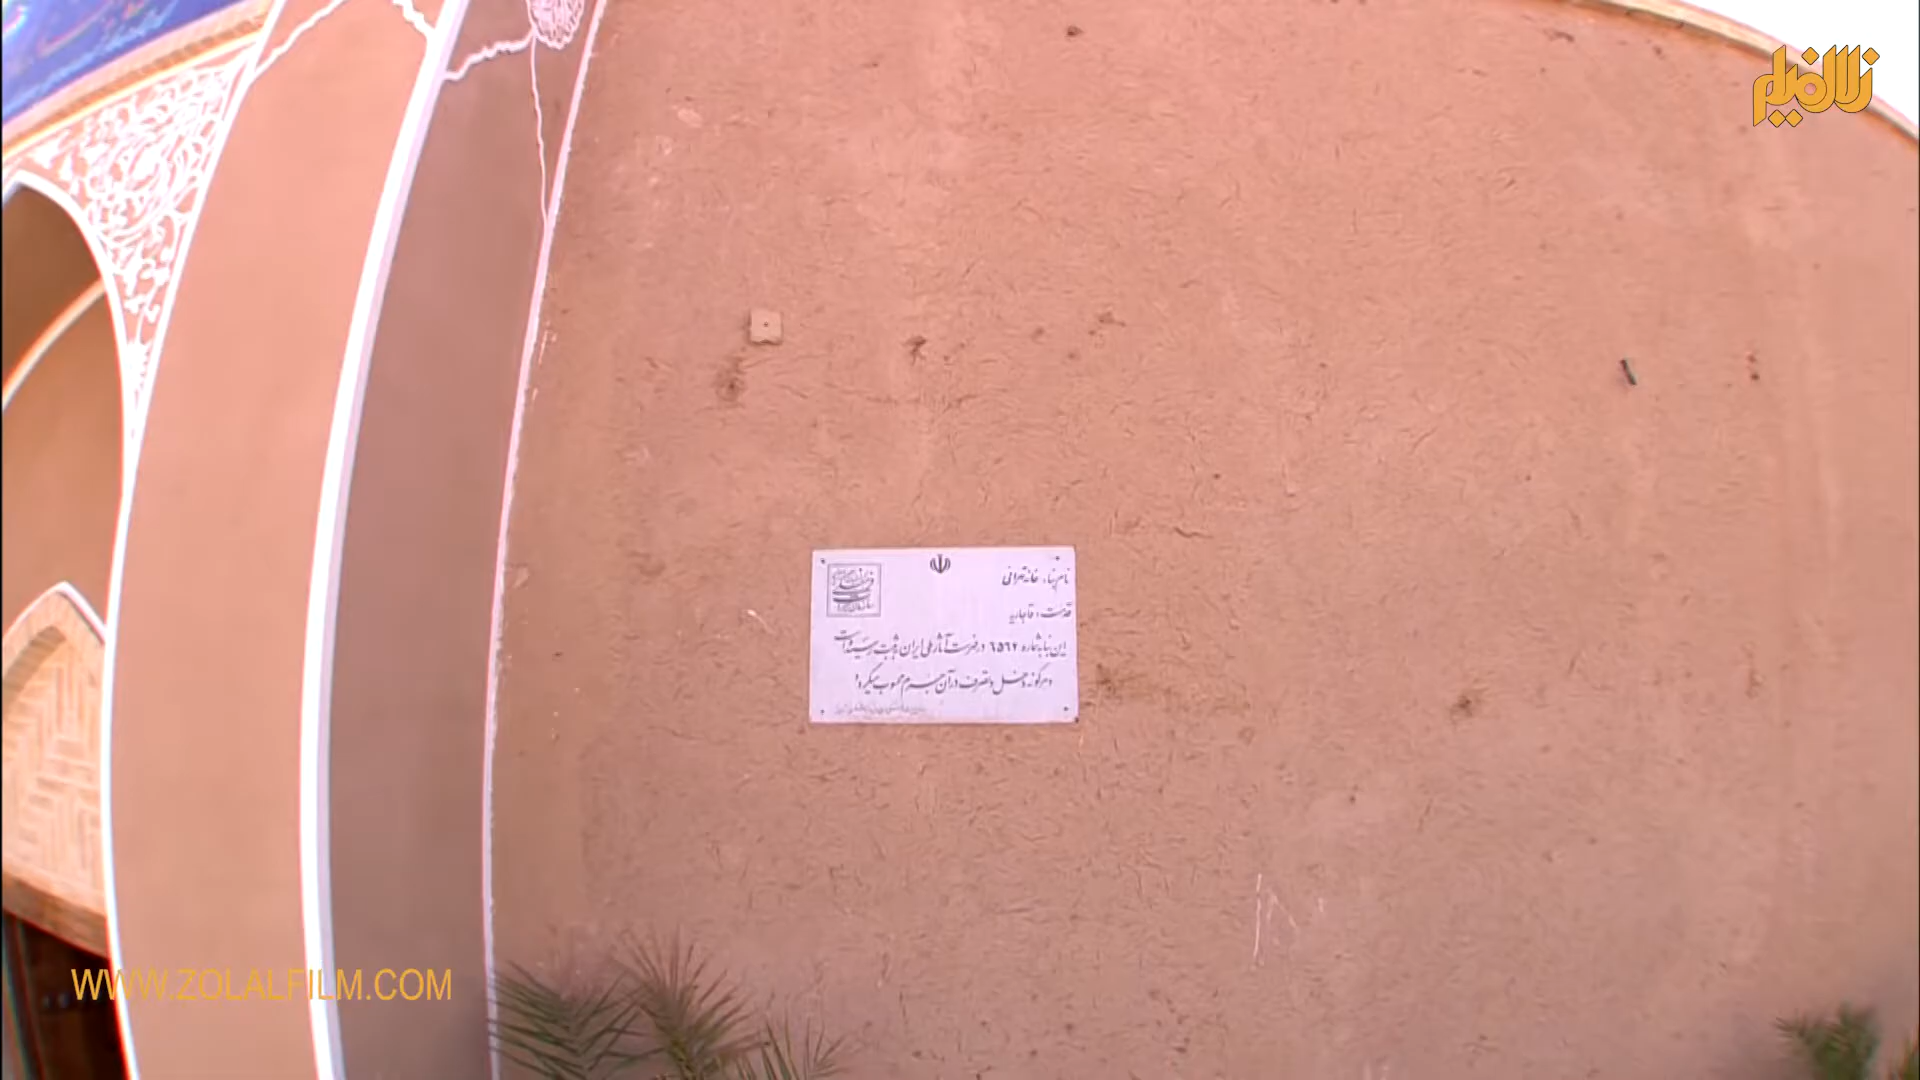 زلال فیلم
نام بنا: خانه تهرانی
قدمت: قاجاریه
این بنا به شماره ۶۵۶۷ در فهرست آثار ملی ایران به ثبت رسیده است
و هرگونه دخل و تصرف در آن جرم محسوب میگردد
WWW.ZOLALFILM.COM